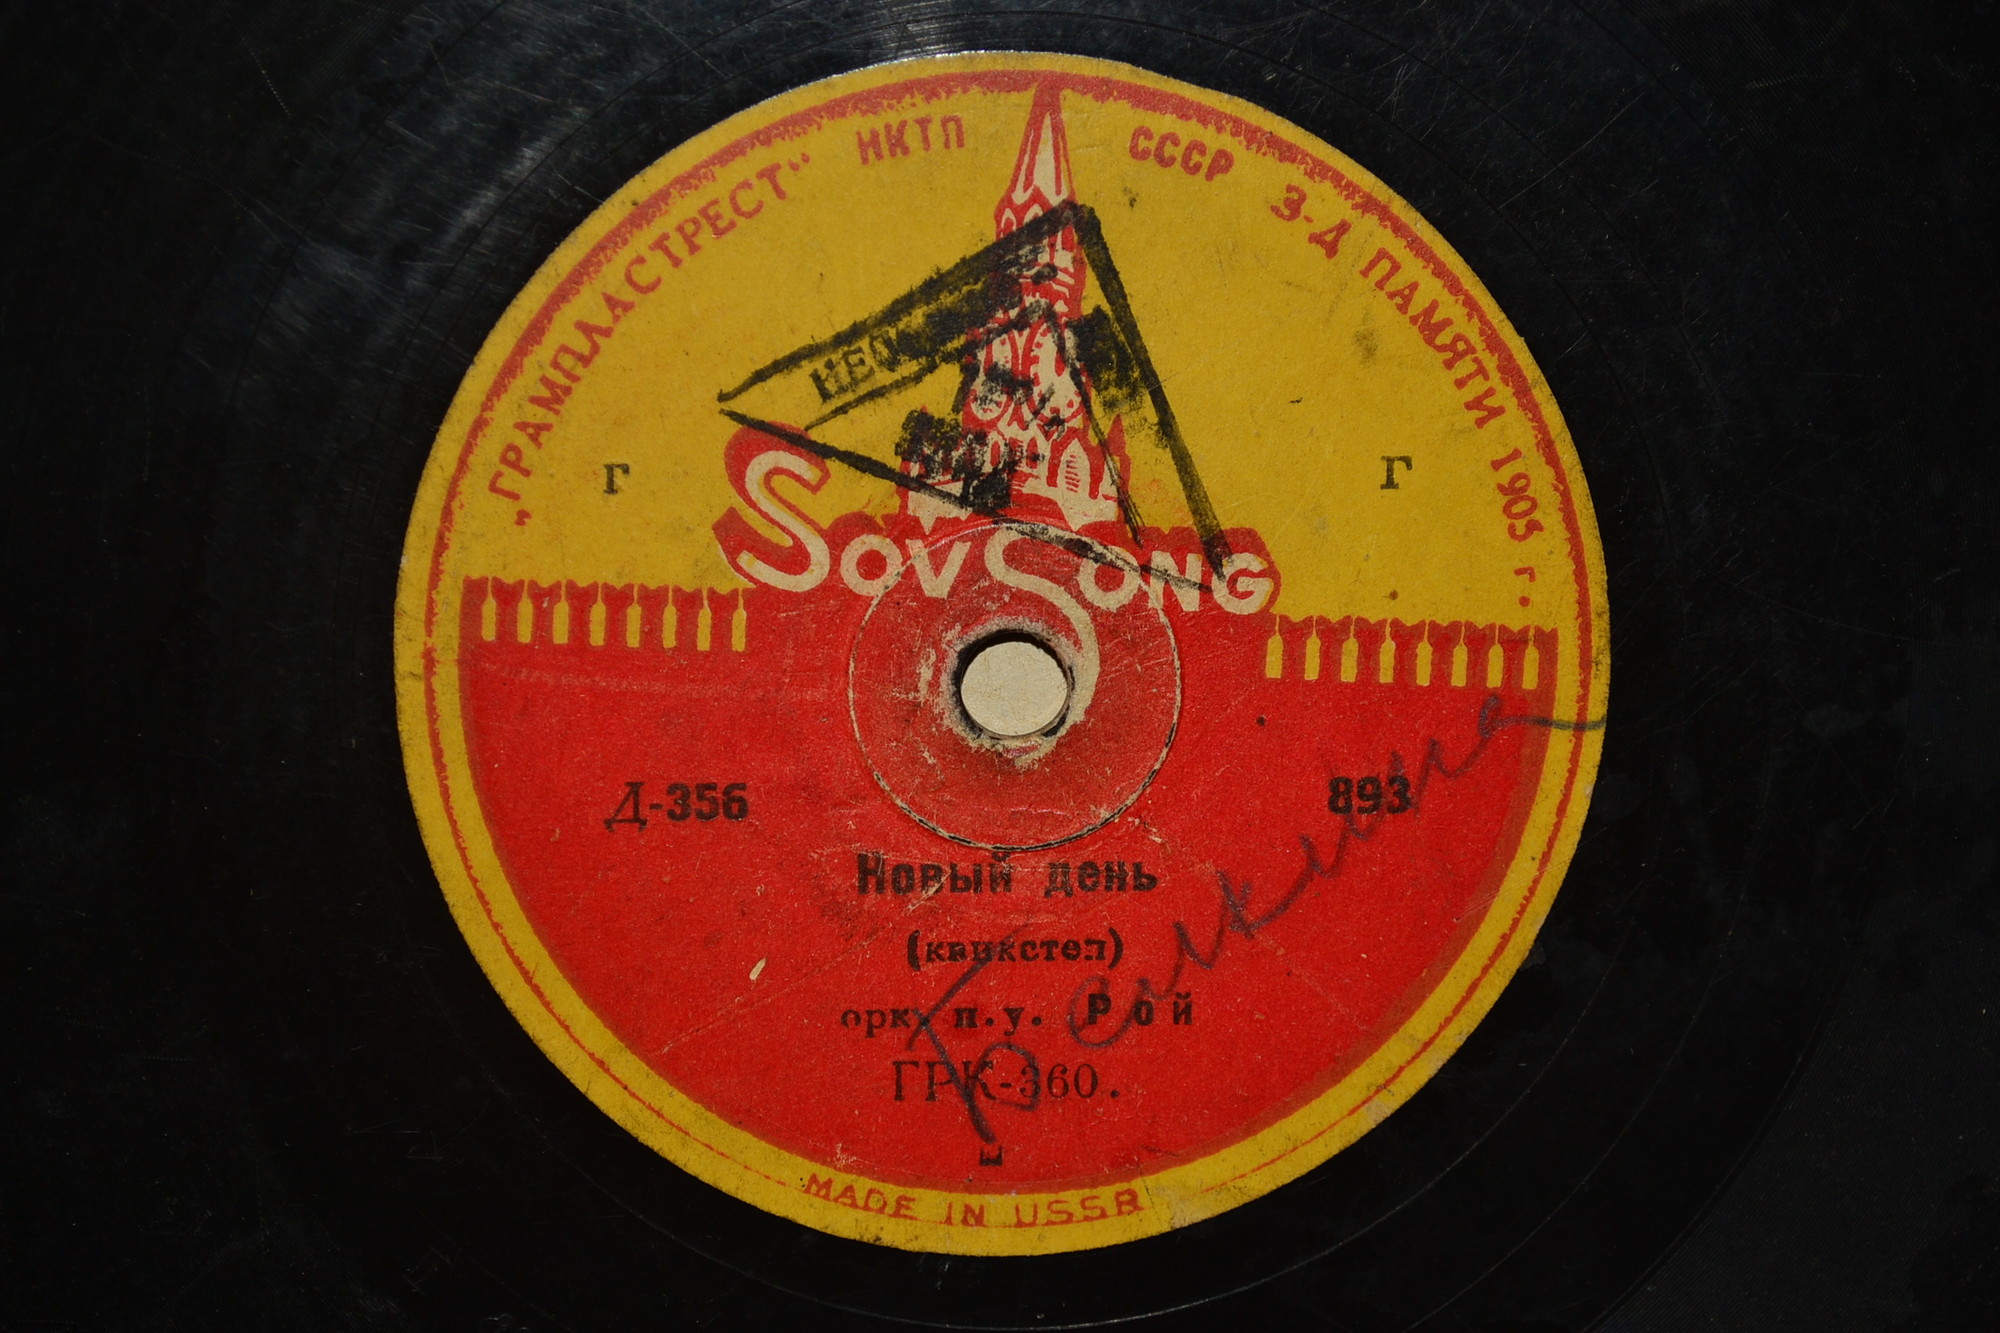 „ГРАМПЛАСТРЕСТ“ НКТП СССР З-Д ПАМЯТИ 1905 г.
Г Г
SOVSONG
Д-356 893
Новый день
(квикстеп)
орк. п.у. Рой
ГРК-360.
MADE IN USSR